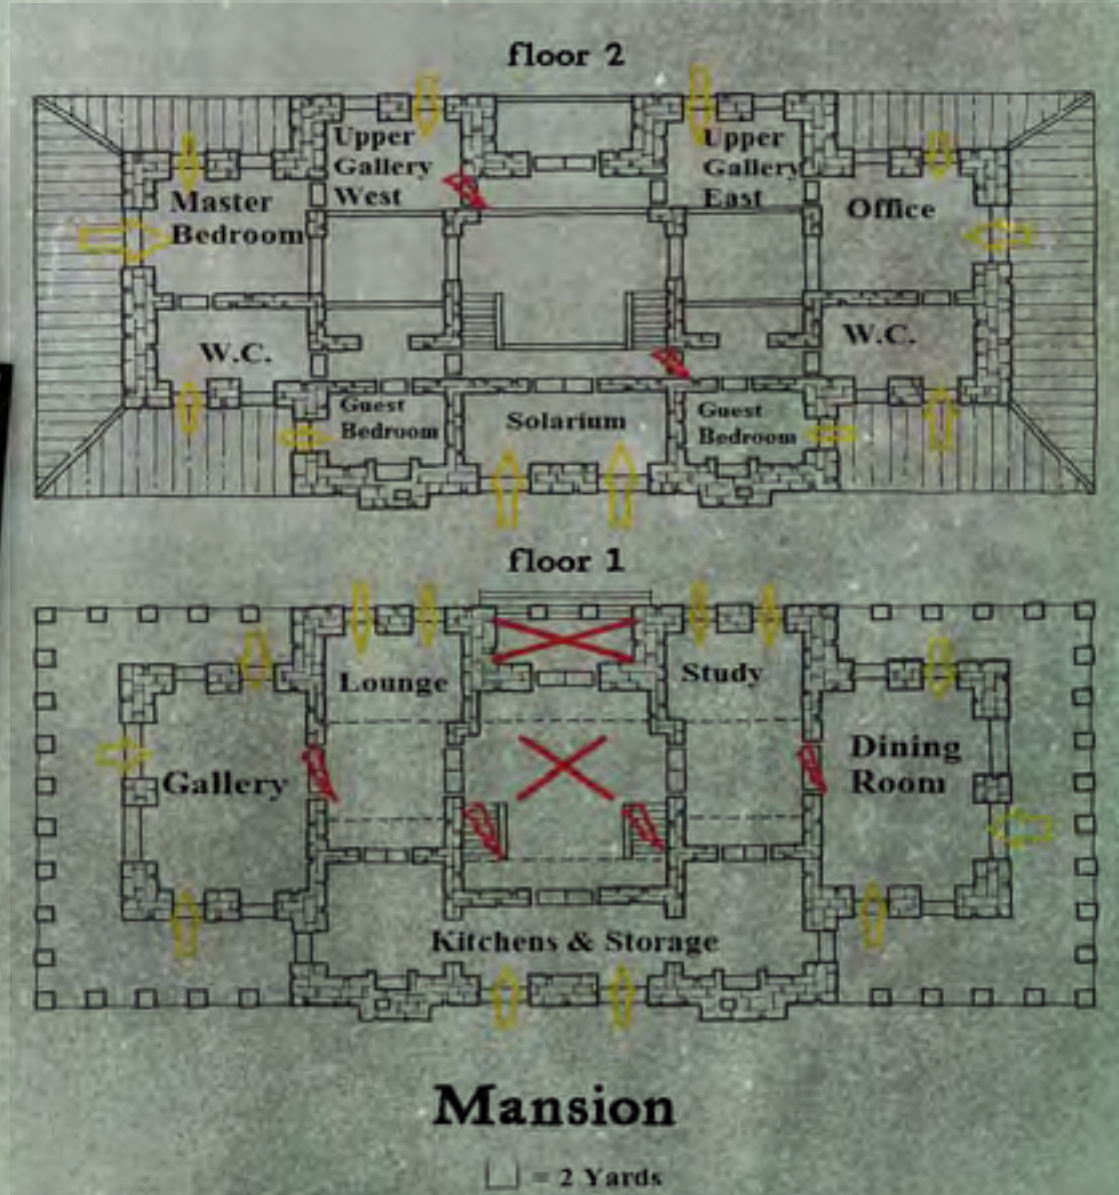 floor 2
Upper
Gallery
West
Upper
Gallery
East
Master
Bedroom
Office
W.C.
W.C.
Guest
Bedroom
Solarium
Guest
Bedroom
floor 1
Lounge
Study
Gallery
Dining
Room
Kitchens & Storage
Mansion
= 2 Yards